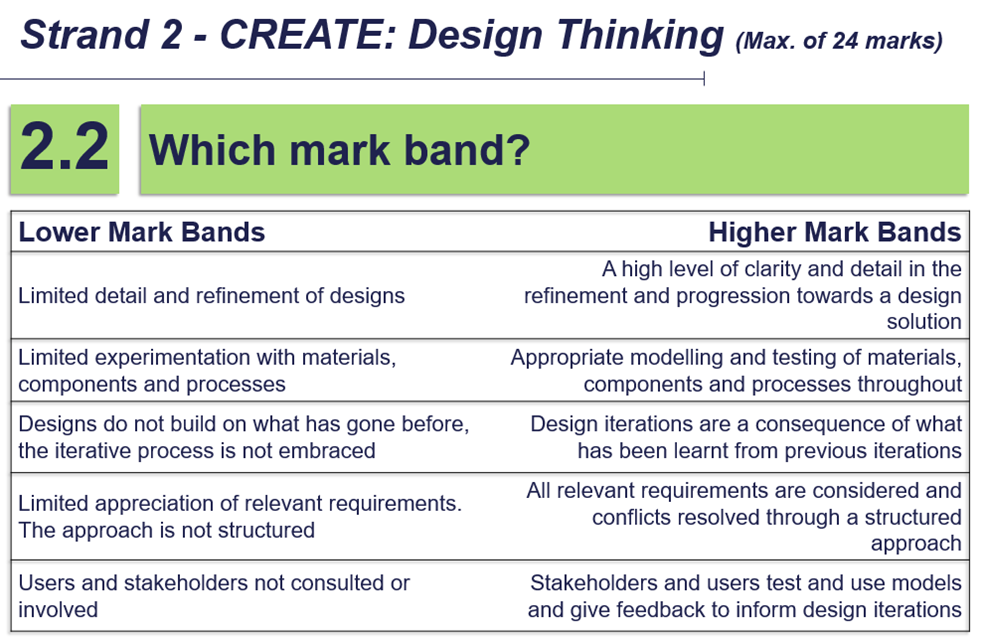 Strand 2 - CREATE: Design Thinking (Max. of 24 marks)
2.2
Which mark band?
Lower Mark Bands
Higher Mark Bands
Limited detail and refinement of designs
A high level of clarity and detail in the
refinement and progression towards a design
solution
Limited experimentation with materials,
components and processes
Appropriate modelling and testing of materials,
components and processes throughout
Designs do not build on what has gone before,
the iterative process is not embraced
Design iterations are a consequence of what
has been learnt from previous iterations
Limited appreciation of relevant requirements.
The approach is not structured
All relevant requirements are considered and
conflicts resolved through a structured
approach
Users and stakeholders not consulted or
involved
Stakeholders and users test and use models
and give feedback to inform design iterations